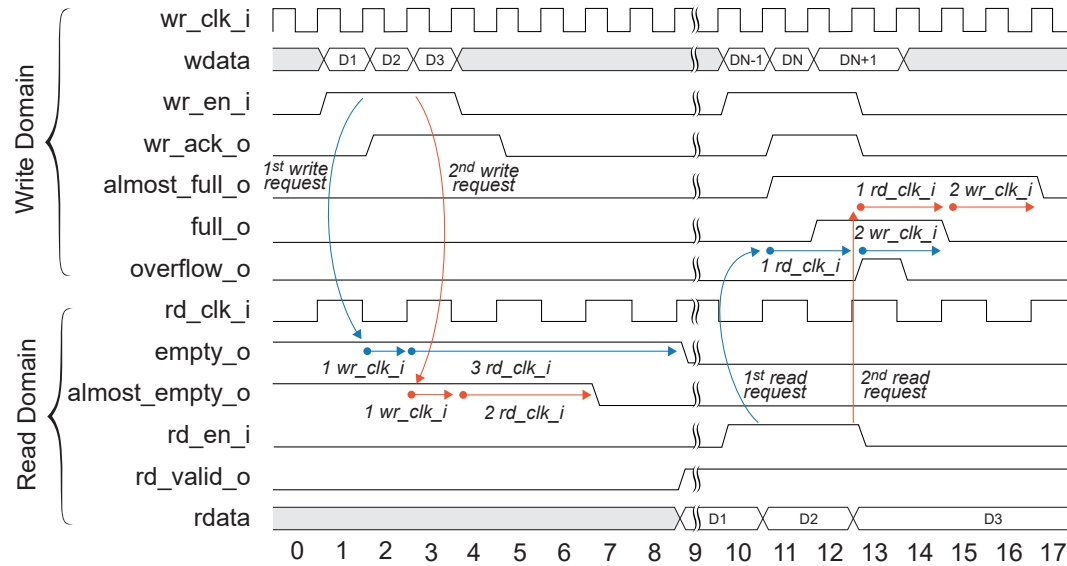 Write Domain
wr_clk_i
wdata
D1 D2 D3 DN-1 DN DN+1
wr_en_i
wr_ack_o
1st write request
2nd write request
almost_full_o
1 rd_clk_i 2 wr_clk_i
full_o
2 wr_clk_i
1 rd_clk_i
overflow_o
Read Domain
rd_clk_i
empty_o
1 wr_clk_i 3 rd_clk_i
1st read request
2nd read request
almost_empty_o
1 wr_clk_i 2 rd_clk_i
rd_en_i
rd_valid_o
rdata
D1 D2 D3
0 1 2 3 4 5 6 7 8 9 10 11 12 13 14 15 16 17